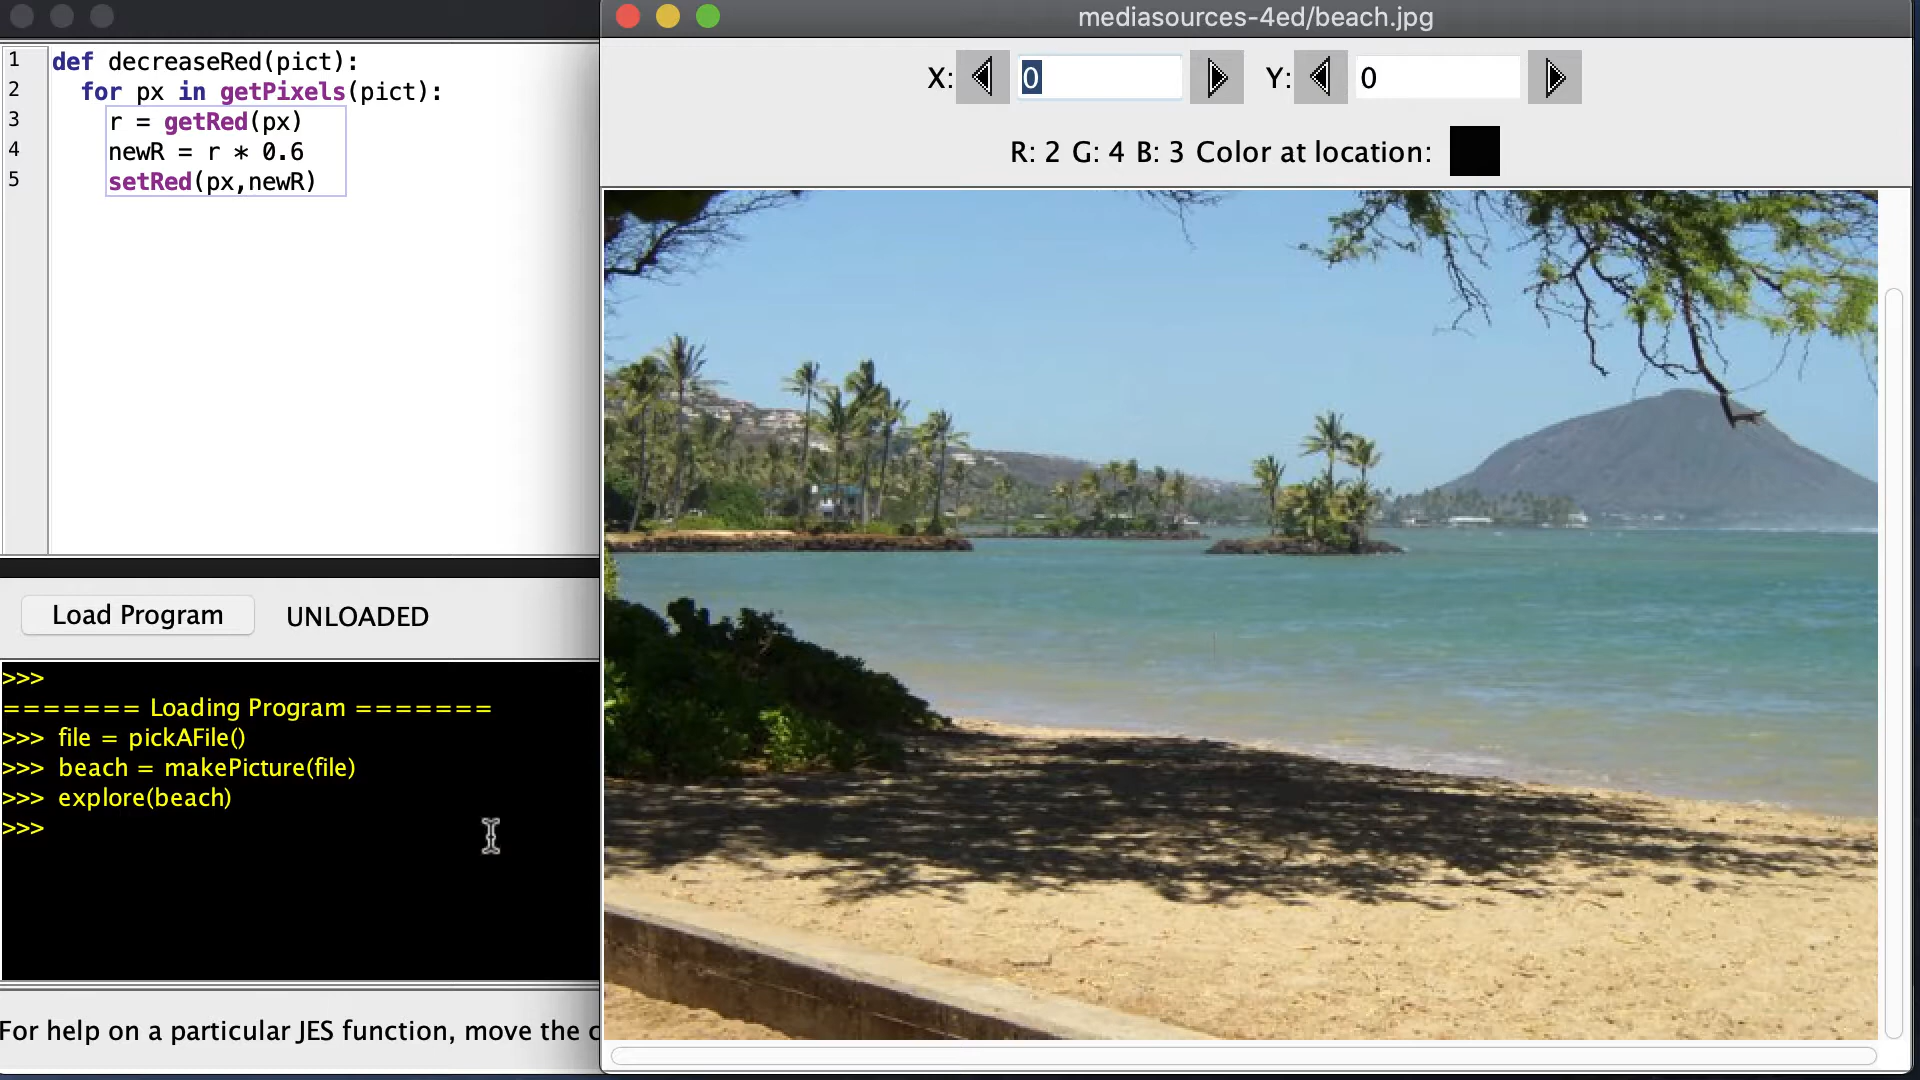 1 def decreaseRed(pict):
2 for px in getPixels(pict):
3 r = getRed(px)
4 newR = r * 0.6
5 setRed(px,newR)
Load Program UNLOADED
>>>
======= Loading Program =======
>>> file = pickAFile()
>>> beach = makePicture(file)
>>> explore(beach)
>>>
For help on a particular JES function, move the c
mediasources-4ed/beach.jpg
X: 0 Y: 0
R: 2 G: 4 B: 3 Color at location: